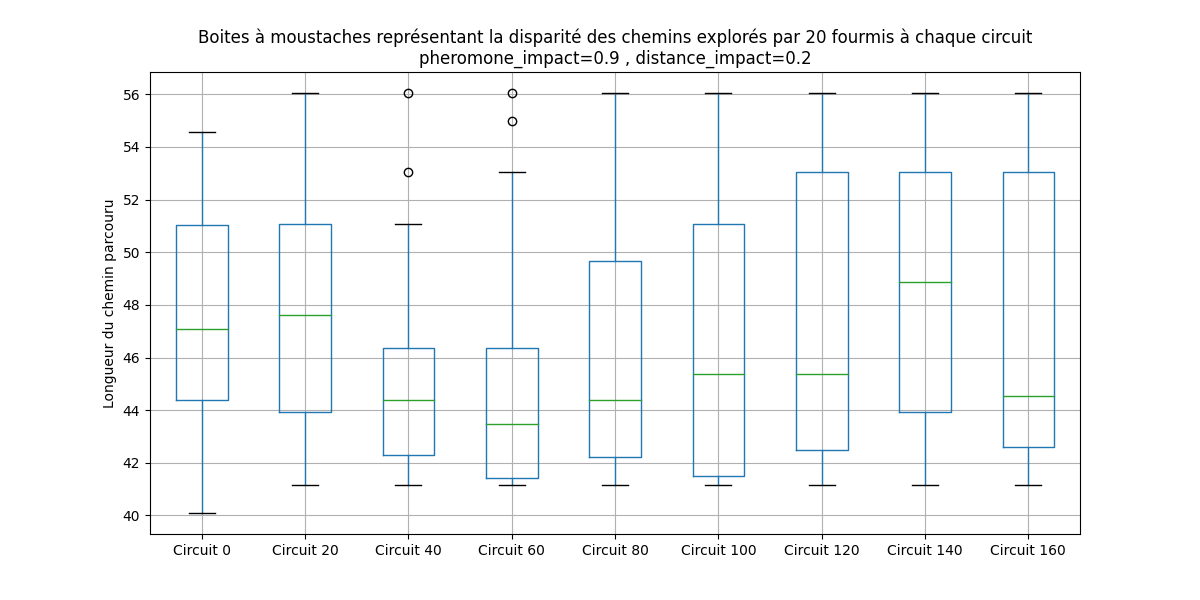 Boites à moustaches représentant la disparité des chemins explorés par 20 fourmis à chaque circuit
pheromone_impact=0.9 , distance_impact=0.2
Longueur du chemin parcouru
56
54
52
50
48
46
44
42
40
Circuit 0 Circuit 20 Circuit 40 Circuit 60 Circuit 80 Circuit 100 Circuit 120 Circuit 140 Circuit 160